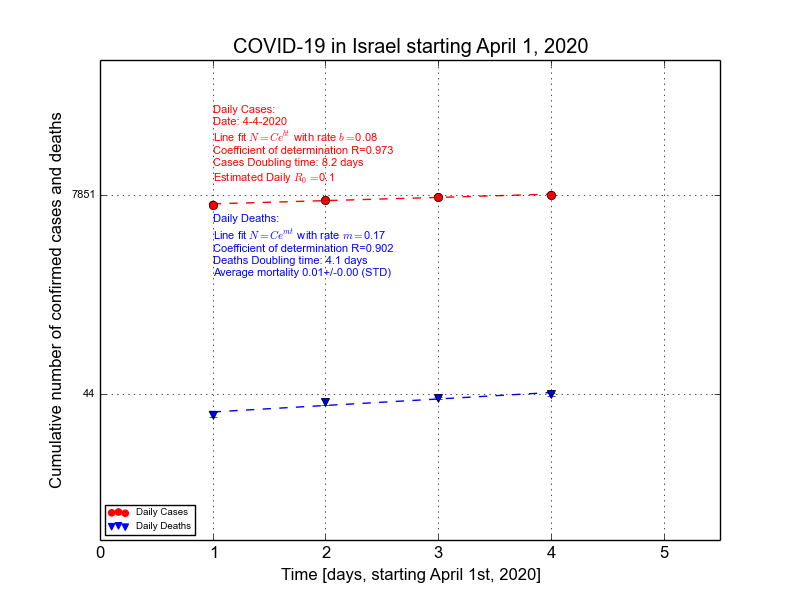 COVID-19 in Israel starting April 1, 2020
Daily Cases:
Date: 4-4-2020
Line fit N = Ce^{bt} with rate b =0.08
Coefficient of determination R=0.973
Cases Doubling time: 8.2 days
Estimated Daily R_0 =0.1
7851
Daily Deaths:
Line fit N = Ce^{mt} with rate m =0.17
Coefficient of determination R=0.902
Deaths Doubling time: 4.1 days
Average mortality 0.01+/-0.00 (STD)
44
Cumulative number of confirmed cases and deaths
Daily Cases
Daily Deaths
0 1 2 3 4 5
Time [days, starting April 1st, 2020]